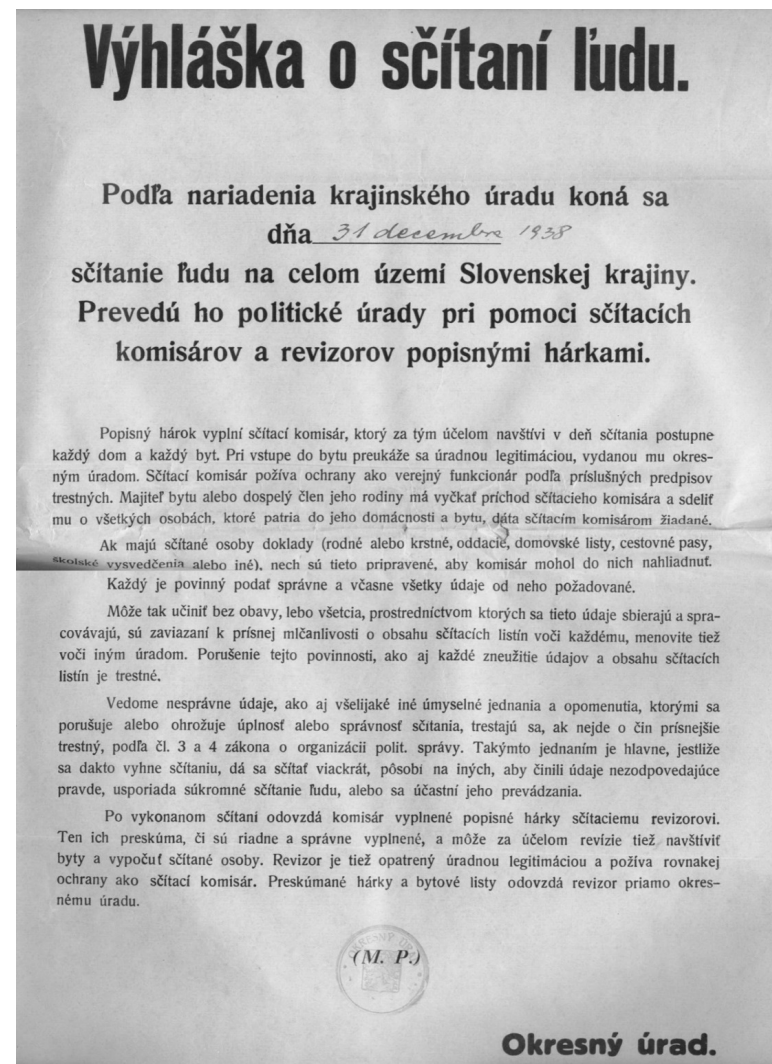 Výhláška o sčítaní ľudu.
Podľa nariadenia krajinského úradu koná sa
dňa 31 decembra 1938
sčítanie ľudu na celom území Slovenskej krajiny.
Prevedú ho politické úrady pri pomoci sčítacích
komisárov a revizorov popisnými hárkami.
Popisný hárok vyplní sčítací komisár, ktorý za tým účelom navštívi v deň sčítania postupne
každý dom a každý byt. Pri vstupe do bytu preukáže sa úradnou legitimáciou, vydanou mu okres-
ným úradom. Sčítací komisár požíva ochrany ako verejný funkcionár podľa príslušných predpisov
trestných. Majiteľ bytu alebo dospelý člen jeho rodiny má vyčkať príchod sčítacieho komisára a sdeliť
mu o všetkých osobách, ktoré patria do jeho domácnosti a bytu, dáta sčítacím komisárom žiadané.
Ak majú sčítané osoby doklady (rodné alebo krstné, oddacie, domovské listy, cestovné pasy,
školské vysvedčenia alebo iné), nech sú tieto pripravené, aby komisár mohol do nich nahliadnuť.
Každý je povinný podať správne a včasne všetky údaje od neho požadované.
Môže tak učiniť bez obavy, lebo všetcia, prostredníctvom ktorých sa tieto údaje sbierajú a spra-
covávajú, sú zaviazaní k prísnej mlčanlivosti o obsahu sčítacích listín voči každému, menovite tiež
voči iným úradom. Porušenie tejto povinnosti, ako aj každé zneužitie údajov a obsahu sčítacích
listín je trestné.
Vedome nesprávne údaje, ako aj všelijaké iné úmyselné jednania a opomenutia, ktorými sa
porušuje alebo ohrožuje úplnosť alebo správnosť sčítania, trestajú sa, ak nejde o čin prísnejšie
trestný, podľa čl. 3 a 4 zákona o organizácii polit. správy. Takýmto jednaním je hlavne, jestliže
sa dakto vyhne sčítaniu, dá sa sčítať viackrát, pôsobí na iných, aby činili údaje nezodpovedajúce
pravde, usporiada súkromné sčítanie ľudu, alebo sa účastní jeho prevádzania.
Po vykonanom sčítaní odovzdá komisár vyplnené popisné hárky sčítaciemu revizorovi.
Ten ich preskúma, či sú riadne a správne vyplnené, a môže za účelom revízie tiež navštíviť
byty a vypočuť sčítané osoby. Revizor je tiež opatrený úradnou legitimáciou a požíva rovnakej
ochrany ako sčítací komisár. Preskúmané hárky a bytové listy odovzdá revizor priamo okres-
nému úradu.
OKRESNÝ
(M. P.)
Okresný úrad.